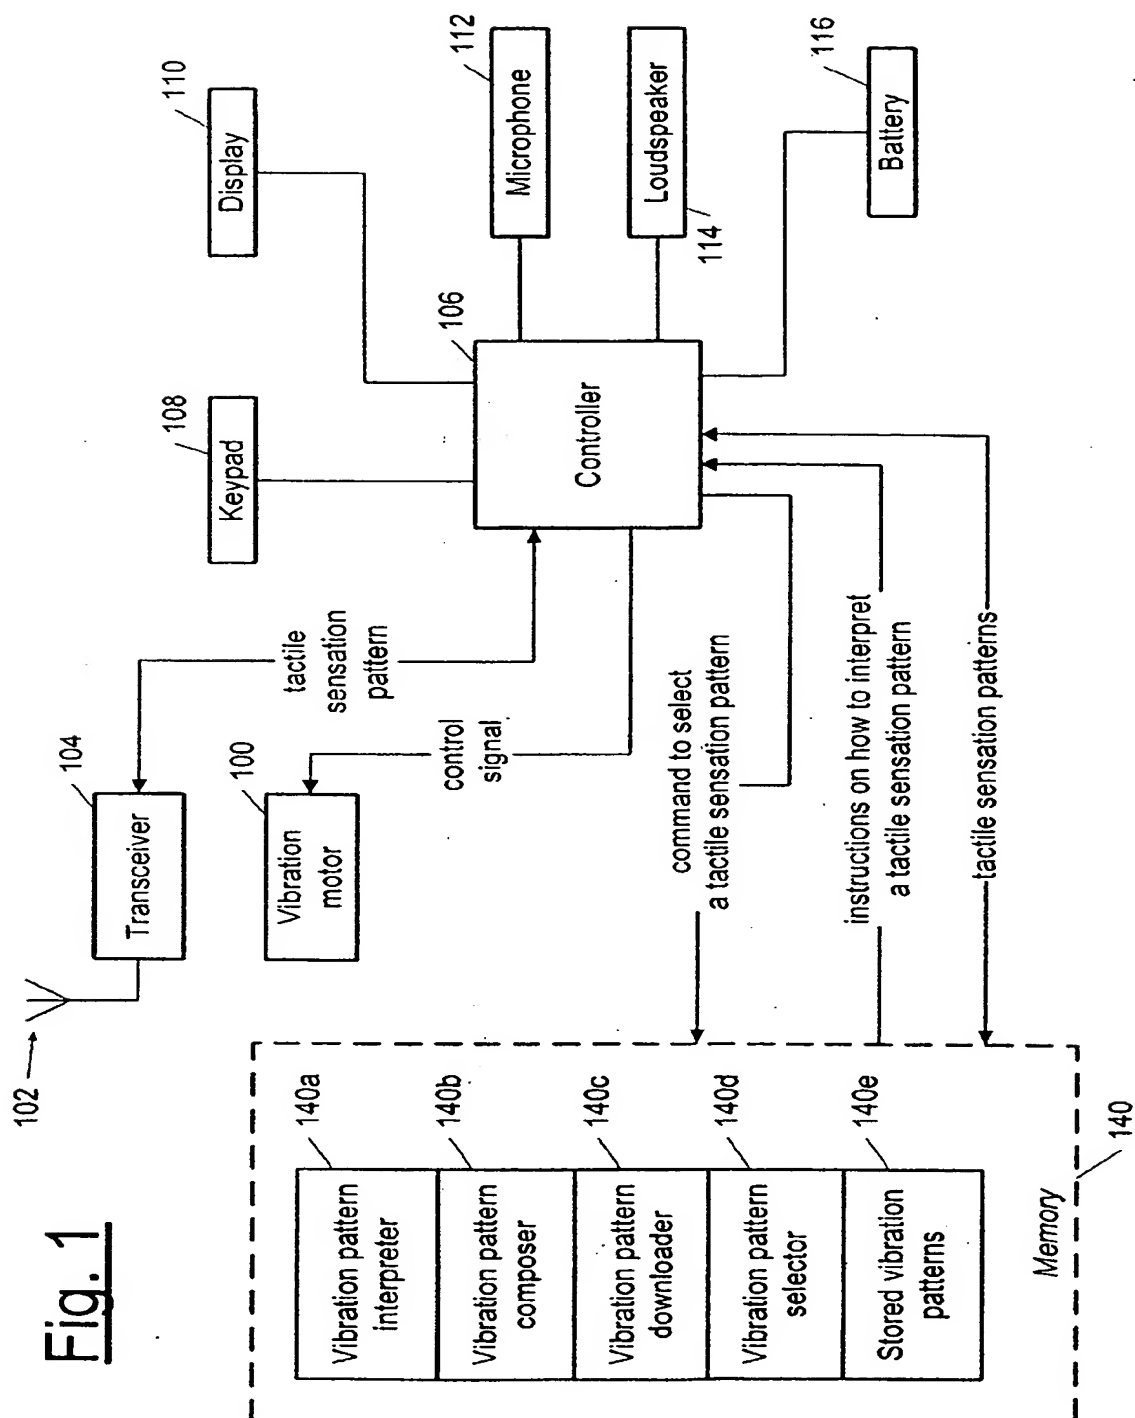 Fig. 1
102
104
Transceiver
100
Vibration
motor
tactile
sensation
pattern
control
signal
108
Keypad
110
Display
106
Controller
112
Microphone
Loudspeaker
114
116
Battery
command to select
a tactile sensation pattern
instructions on how to interpret
a tactile sensation pattern
tactile sensation patterns
Vibration pattern
interpreter
140a
Vibration pattern
composer
140b
Vibration pattern
downloader
140c
Vibration pattern
selector
140d
Stored vibration
patterns
140e
Memory
140